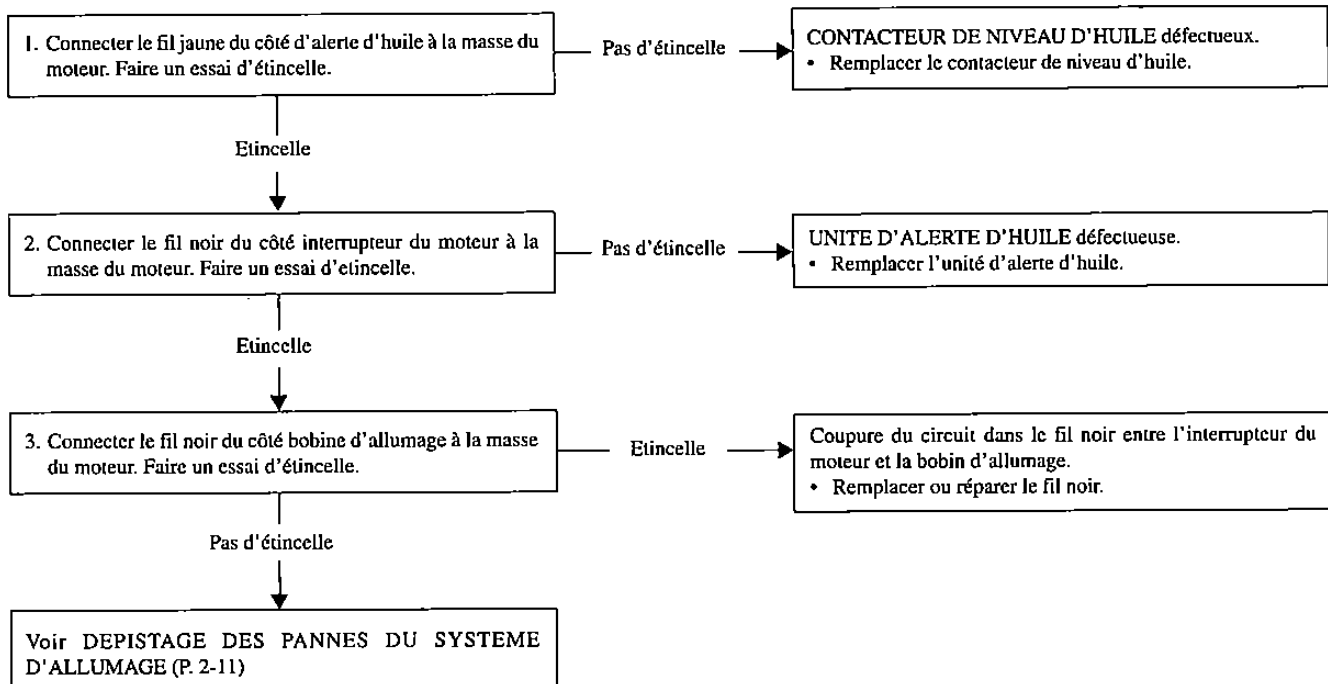 1. Connecter le fil jaune du côté d'alerte d'huile à la masse du
moteur. Faire un essai d'étincelle.
Pas d'étincelle
CONTACTEUR DE NIVEAU D'HUILE défectueux.
• Remplacer le contacteur de niveau d'huile.
Etincelle
2. Connecter le fil noir du côté interrupteur du moteur à la
masse du moteur. Faire un essai d'etincelle.
Pas d'étincelle
UNITE D'ALERTE D'HUILE défectueuse.
• Remplacer l'unité d'alerte d'huile.
Etincelle
3. Connecter le fil noir du côté bobine d'allumage à la masse
du moteur. Faire un essai d'étincelle.
Etincelle
Coupure du circuit dans le fil noir entre l'interrupteur du
moteur et la bobin d'allumage.
• Remplacer ou réparer le fil noir.
Pas d'étincelle
Voir DEPISTAGE DES PANNES DU SYSTEME
D'ALLUMAGE (P. 2-11)